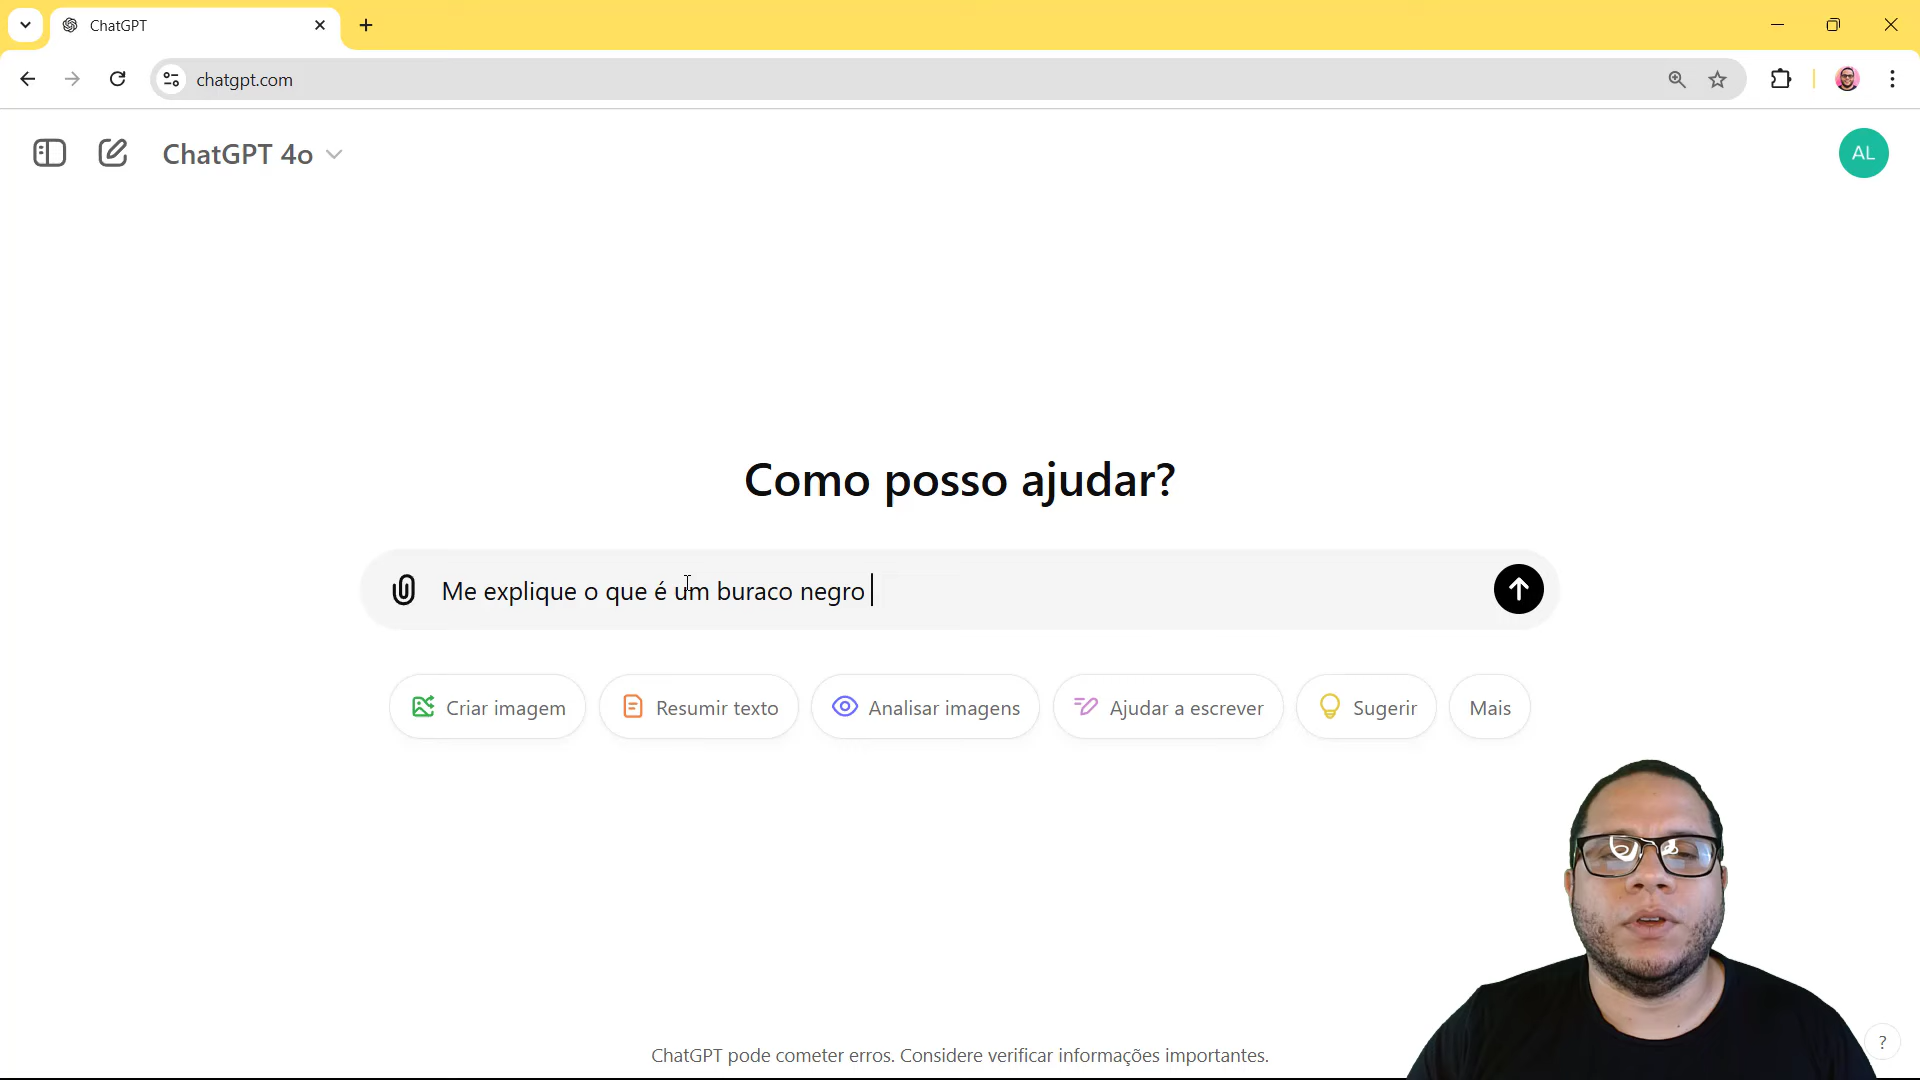 ChatGPT
chatgpt.com
ChatGPT 4o
AL
Como posso ajudar?
Me explique o que é um buraco negro
Criar imagem
Resumir texto
Analisar imagens
Ajudar a escrever
Sugerir
Mais
ChatGPT pode cometer erros. Considere verificar informações importantes.
?